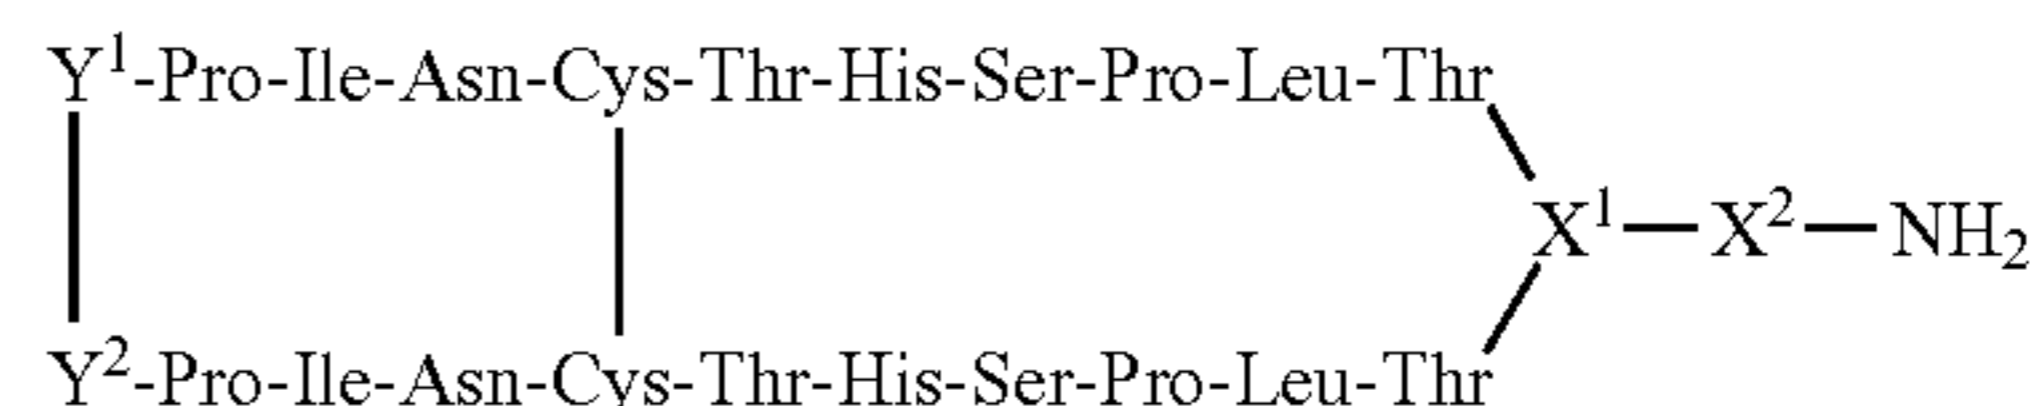 Y¹-Pro-Ile-Asn-Cys-Thr-His-Ser-Pro-Leu-Thr
X¹—X²—NH₂
Y²-Pro-Ile-Asn-Cys-Thr-His-Ser-Pro-Leu-Thr